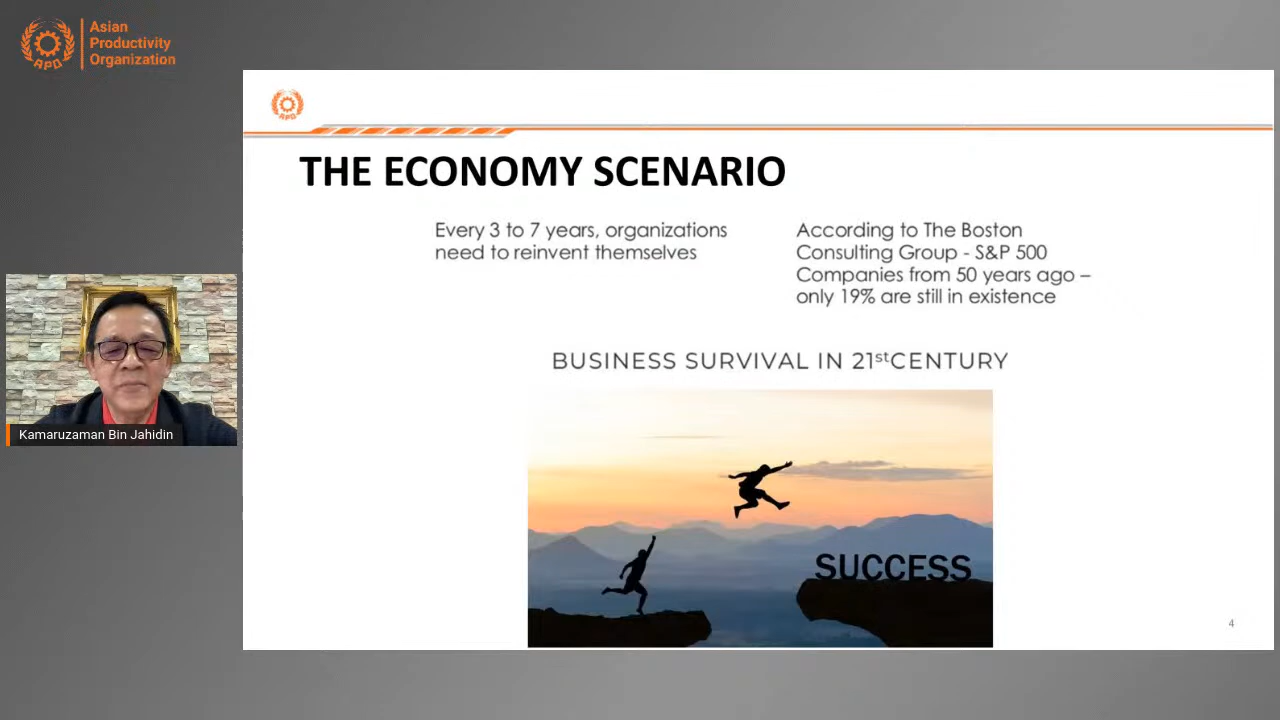 Asian
Productivity
Organization
APO
APO
THE ECONOMY SCENARIO
Every 3 to 7 years, organizations
need to reinvent themselves
According to The Boston
Consulting Group - S&P 500
Companies from 50 years ago –
only 19% are still in existence
BUSINESS SURVIVAL IN 21stCENTURY
SUCCESS
4
Kamaruzaman Bin Jahidin